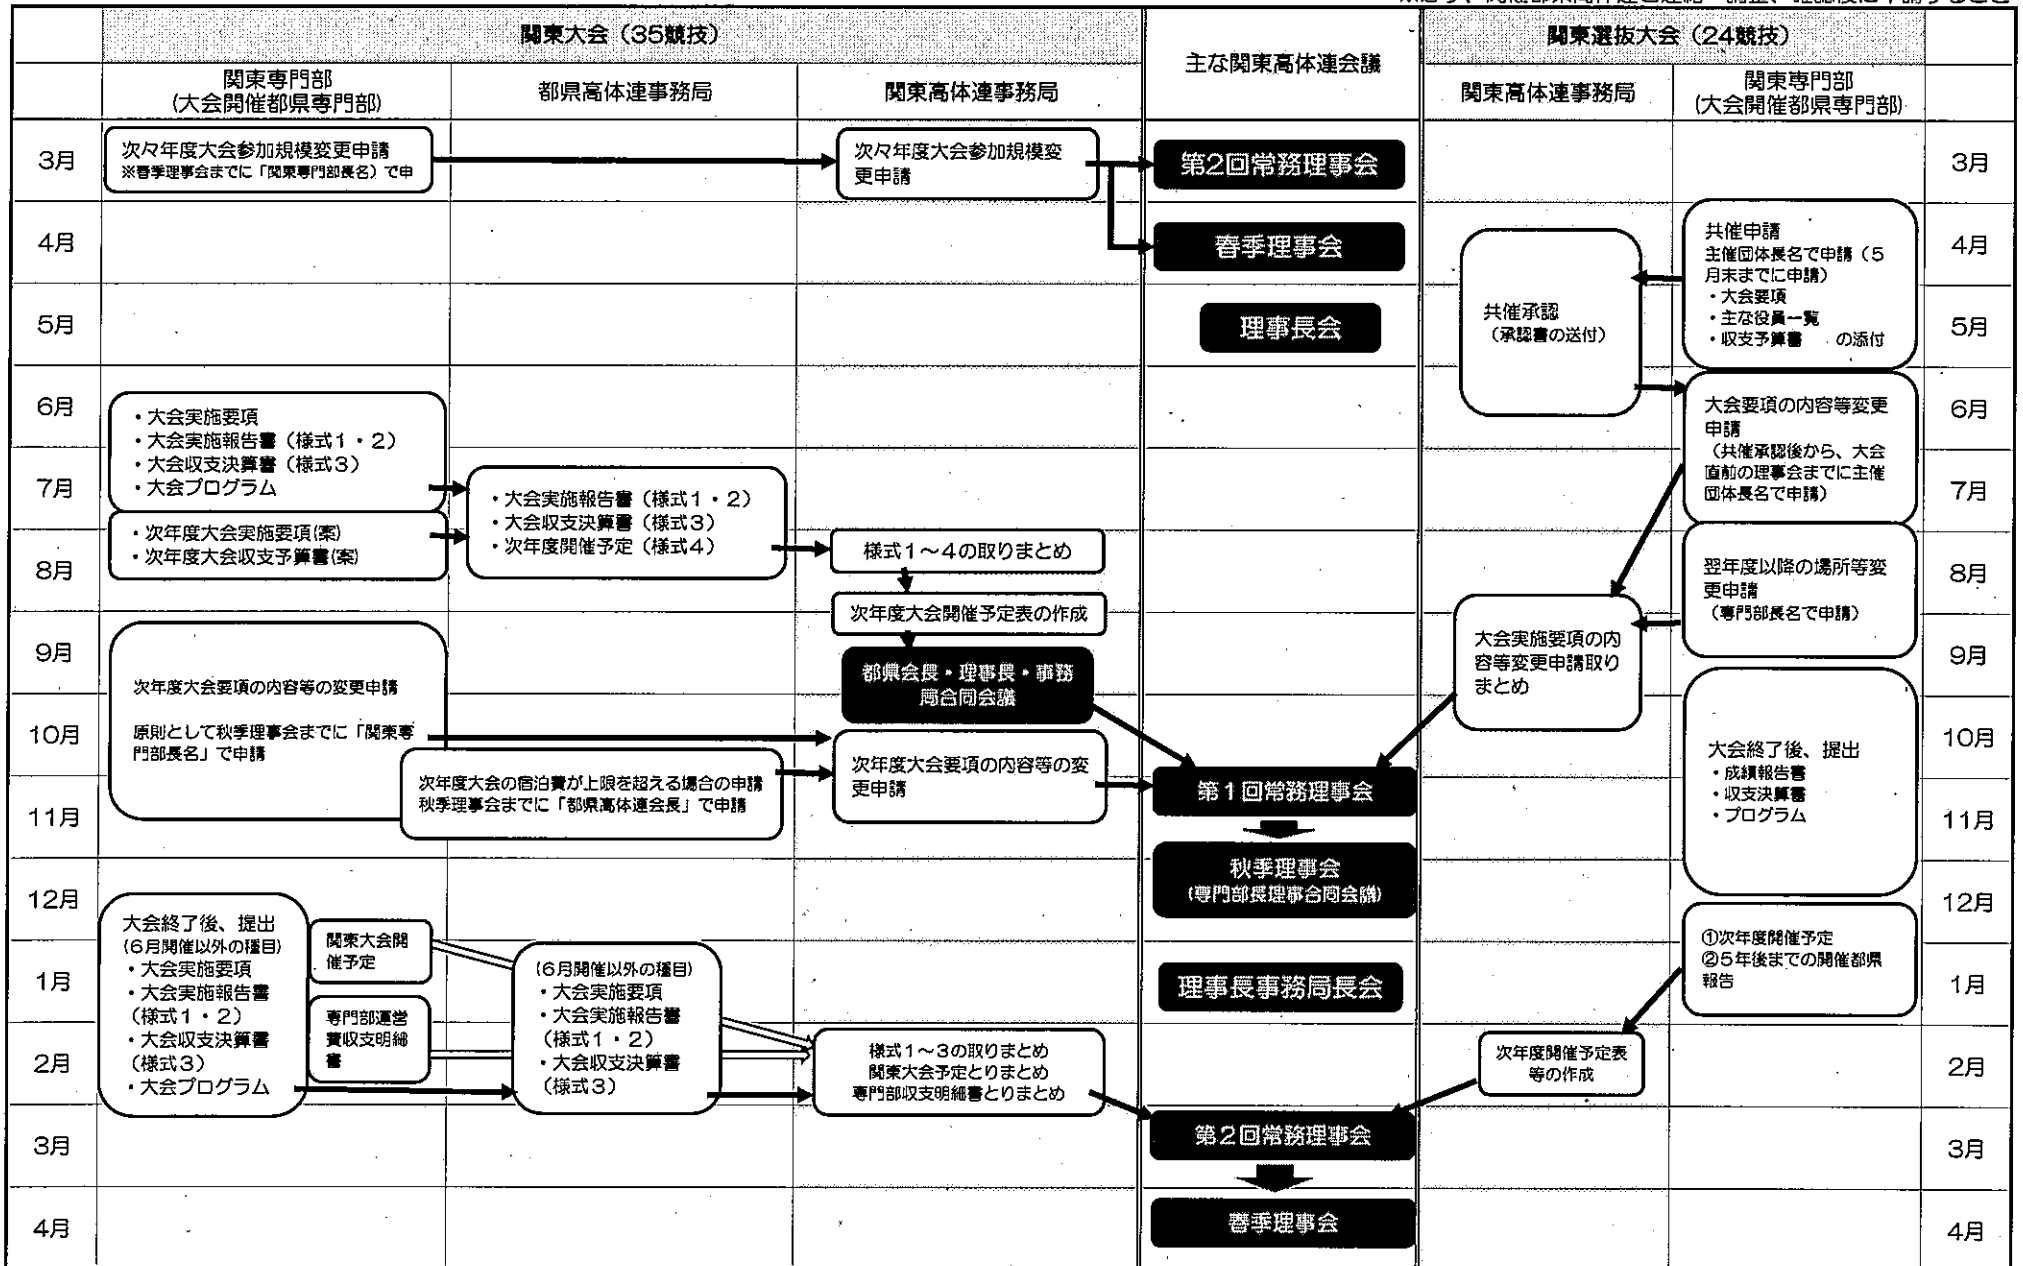 関東大会（35競技）
主な関東高体連会議
関東選抜大会（24競技）
関東専門部
(大会開催都県専門部)
都県高体連事務局
関東高体連事務局
関東高体連事務局
関東専門部
(大会開催都県専門部)
3月
次々年度大会参加規模変更申請
※春季理事会までに「関東専門部長名）で申
次々年度大会参加規模変
更申請
第2回常務理事会
3月
4月
春季理事会
共催申請
主催団体長名で申請（5
月末までに申請）
・大会要項
・主な役員一覧
・収支予算書　の添付
4月
5月
理事長会
共催承認
（承認書の送付）
5月
6月
・大会実施要項
・大会実施報告書（様式1・2）
・大会収支決算書（様式3）
・大会プログラム
大会要項の内容等変更
申請
（共催承認後から、大会
直前の理事会までに主催
団体長名で申請）
6月
7月
・次年度大会実施要項(案)
・次年度大会収支予算書(案)
・大会実施報告書（様式1・2）
・大会収支決算書（様式3）
・次年度開催予定（様式4）
7月
8月
様式1～4の取りまとめ
次年度大会開催予定表の作成
翌年度以降の場所等変
更申請
（専門部長名で申請）
8月
9月
都県会長・理事長・事務
局合同会議
大会実施要項の内
容等変更申請取り
まとめ
9月
次年度大会要項の内容等の変更申請
原則として秋季理事会までに「関東専
門部長名」で申請
10月
次年度大会の宿泊費が上限を超える場合の申請
秋季理事会までに「都県高体連会長」で申請
次年度大会要項の内容等の変
更申請
大会終了後、提出
・成績報告書
・収支決算書
・プログラム
10月
11月
第1回常務理事会
11月
12月
秋季理事会
(専門部長理事合同会議)
12月
大会終了後、提出
(6月開催以外の種目)
・大会実施要項
・大会実施報告書
（様式1・2）
・大会収支決算書
（様式3）
・大会プログラム
関東大会開
催予定
専門部運営
費収支明細
書
(6月開催以外の種目)
・大会実施要項
・大会実施報告書
（様式1・2）
・大会収支決算書
（様式3）
①次年度開催予定
②5年後までの開催都県
報告
1月
理事長事務局長会
1月
2月
様式1～3の取りまとめ
関東大会予定とりまとめ
専門部収支明細書とりまとめ
次年度開催予定表
等の作成
2月
3月
第2回常務理事会
3月
4月
春季理事会
4月